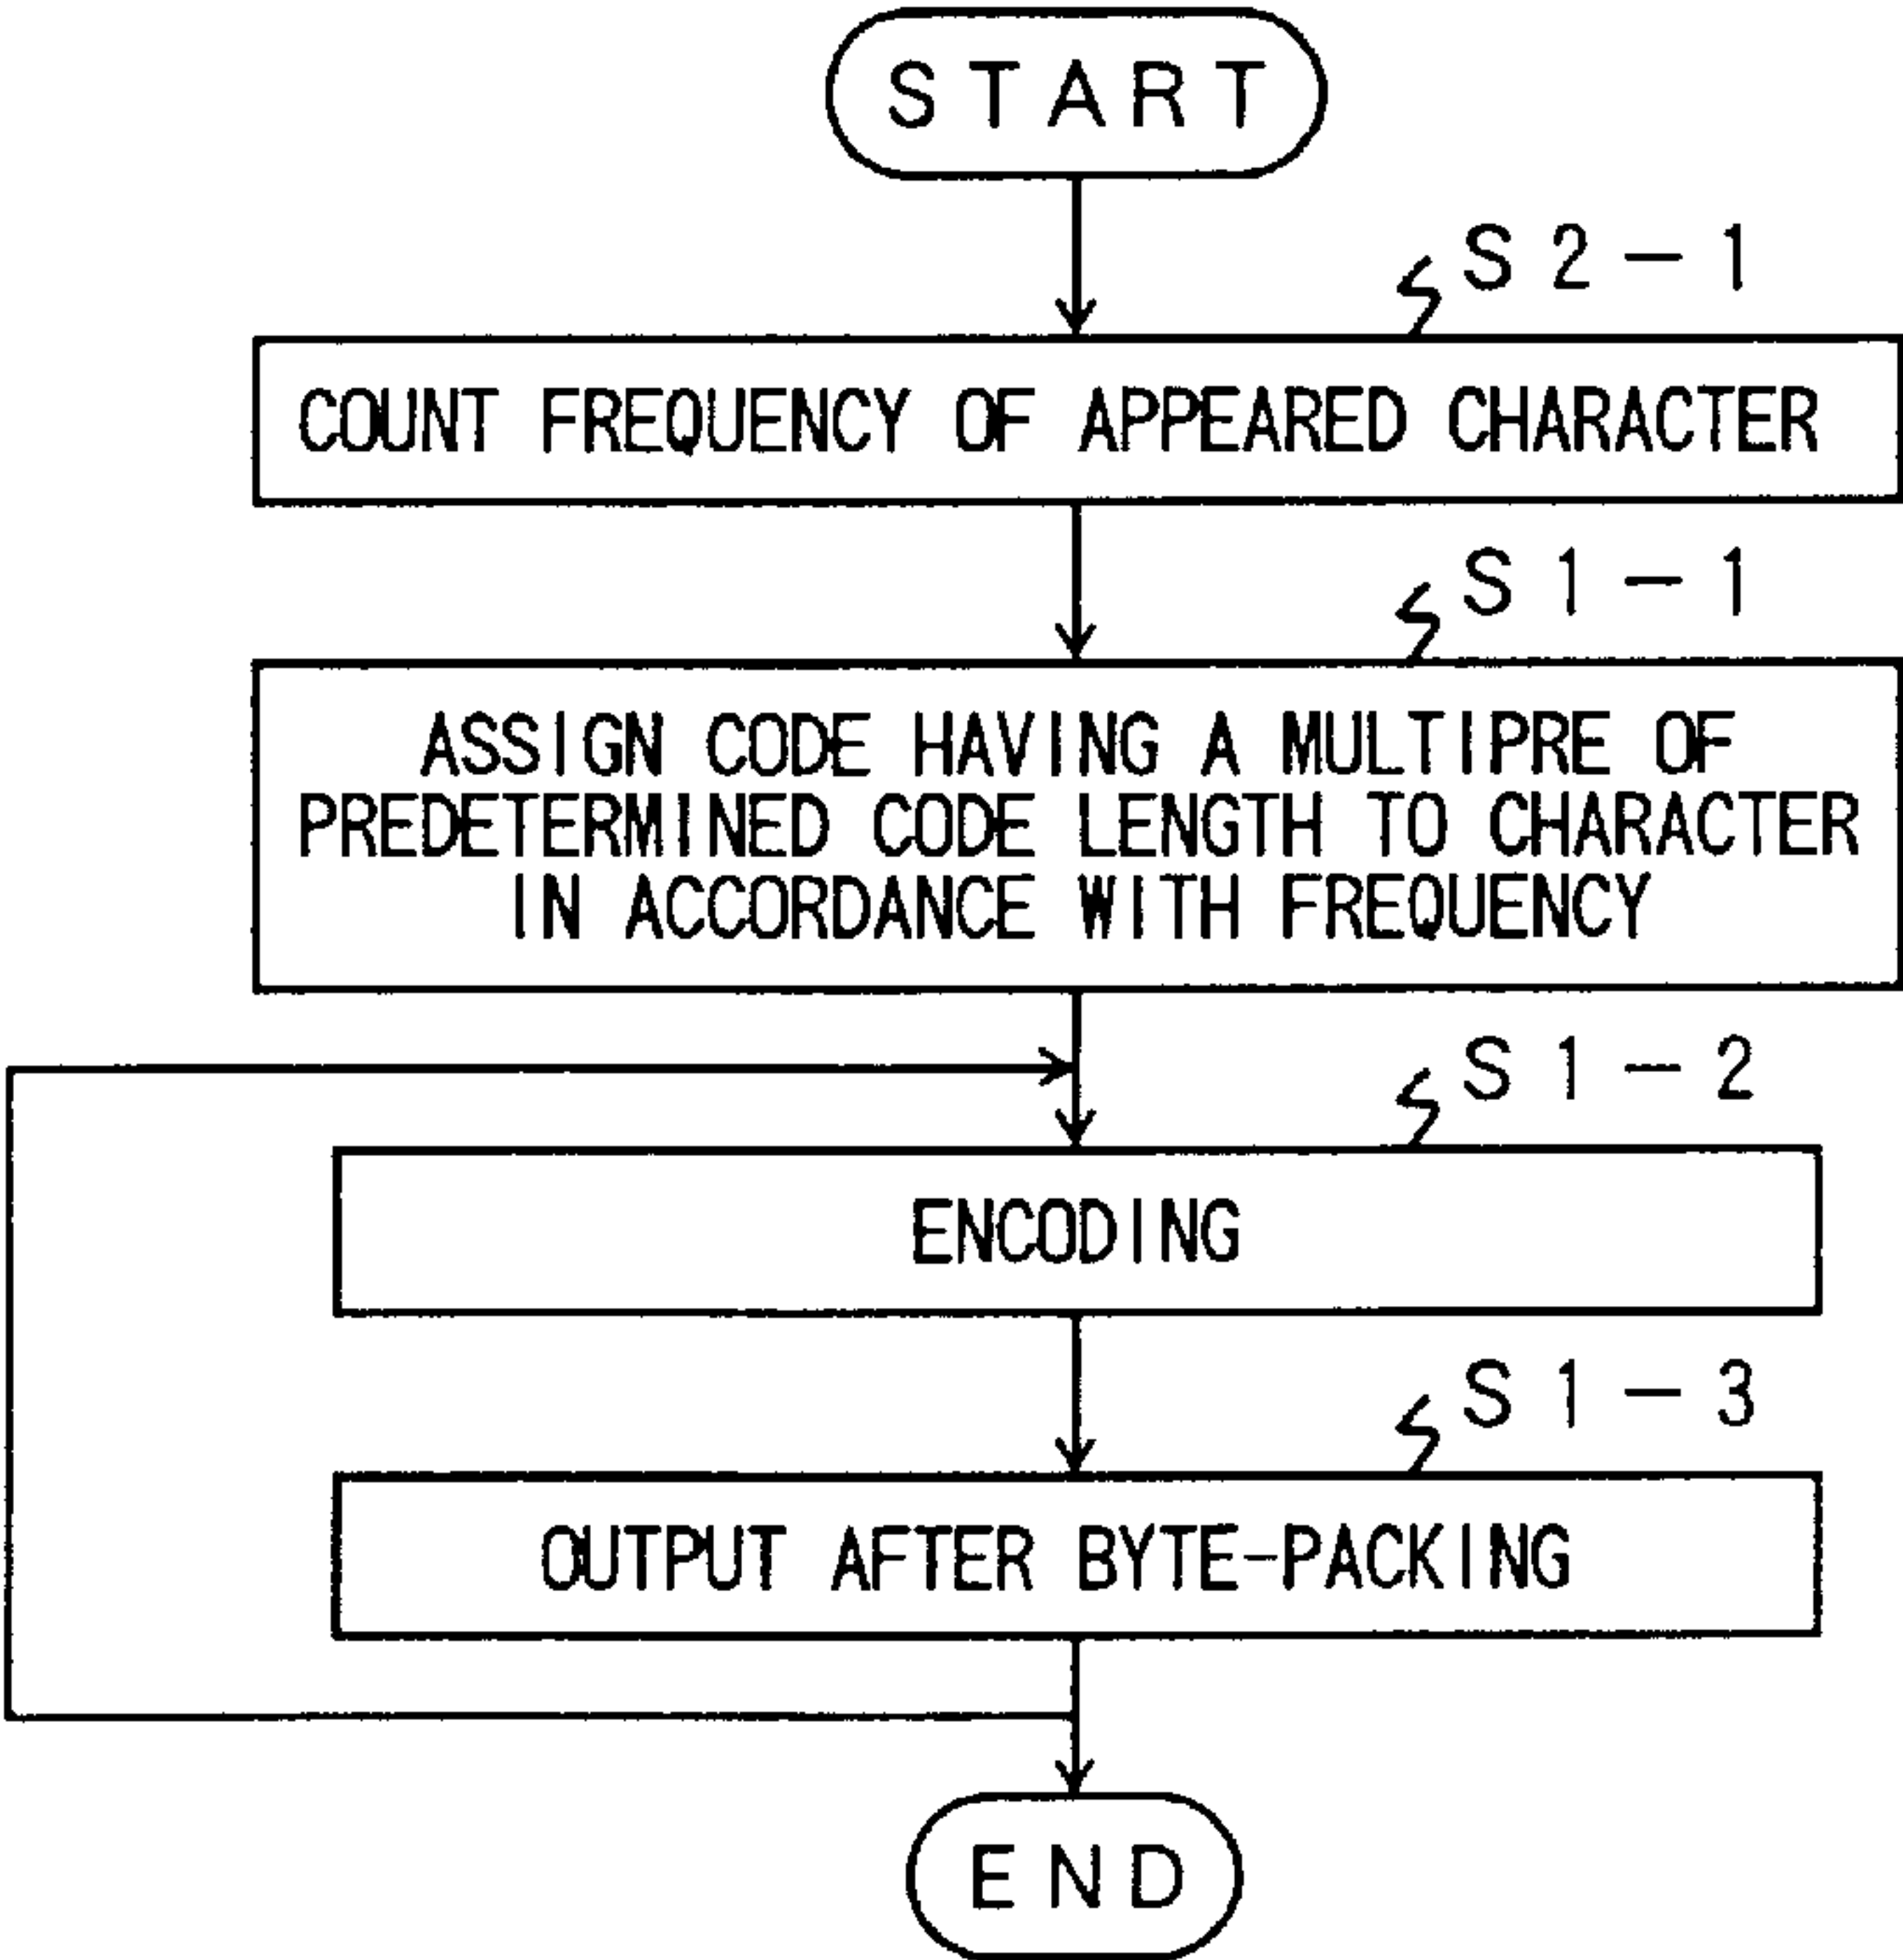 START
S2-1
COUNT FREQUENCY OF APPEARED CHARACTER
S1-1
ASSIGN CODE HAVING A MULTIPRE OF
PREDETERMINED CODE LENGTH TO CHARACTER
IN ACCORDANCE WITH FREQUENCY
S1-2
ENCODING
S1-3
OUTPUT AFTER BYTE-PACKING
END